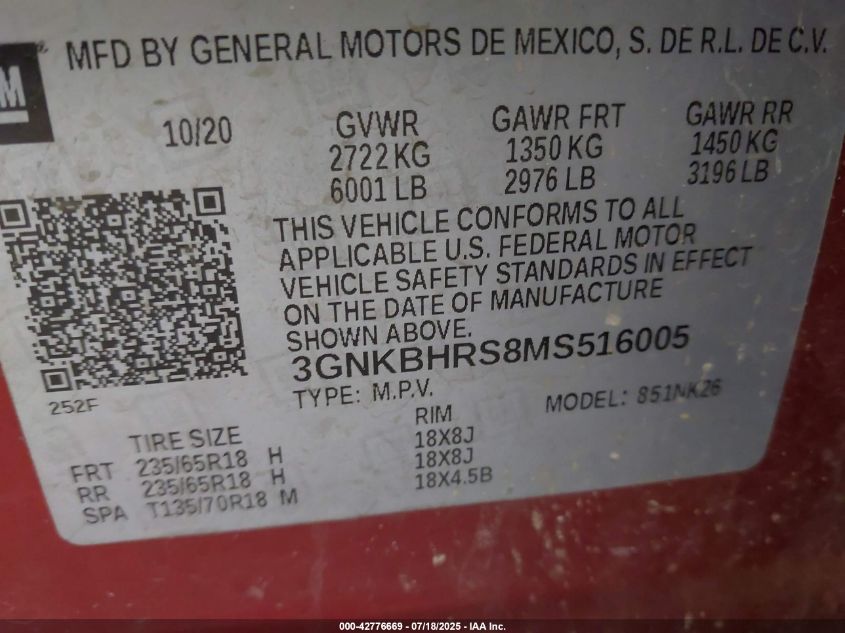 GM
MFD BY GENERAL MOTORS DE MEXICO, S. DE R.L. DE C.V.
10/20 GVWR GAWR FRT GAWR RR
2722 KG 1350 KG 1450 KG
6001 LB 2976 LB 3196 LB
THIS VEHICLE CONFORMS TO ALL
APPLICABLE U.S. FEDERAL MOTOR
VEHICLE SAFETY STANDARDS IN EFFECT
ON THE DATE OF MANUFACTURE
SHOWN ABOVE.
3GNKBHRS8MS516005
252F TYPE: M.P.V. MODEL: 851NK26
TIRE SIZE RIM
FRT 235/65R18 H 18X8J
RR 235/65R18 H 18X8J
SPA T135/70R18 M 18X4.5B
000-42776669 - 07/18/2025 - IAA Inc.